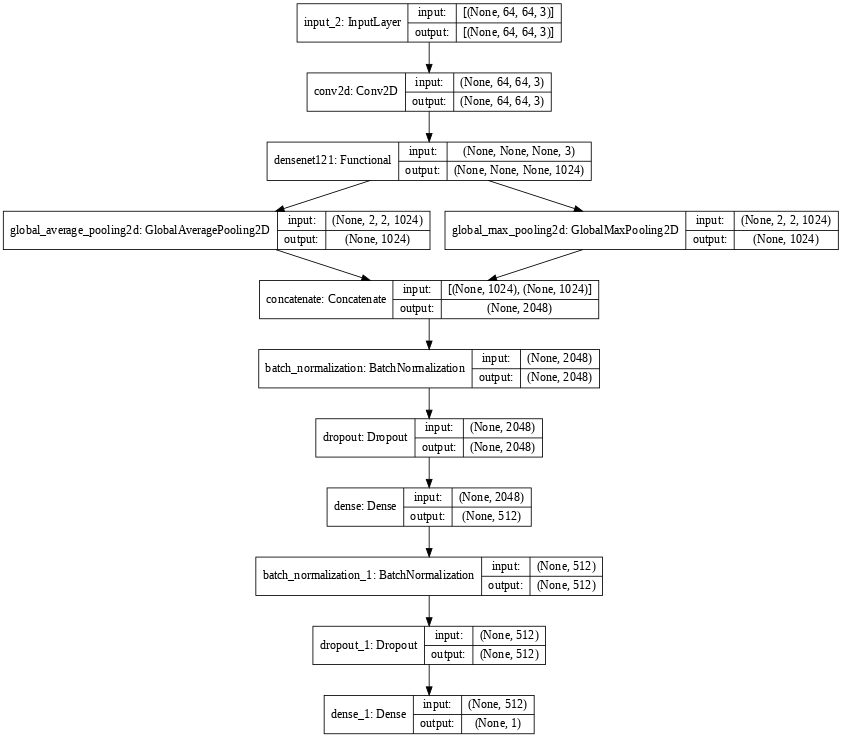 input_2: InputLayer
input: [(None, 64, 64, 3)]
output: [(None, 64, 64, 3)]
conv2d: Conv2D
input: (None, 64, 64, 3)
output: (None, 64, 64, 3)
densenet121: Functional
input: (None, None, None, 3)
output: (None, None, None, 1024)
global_average_pooling2d: GlobalAveragePooling2D
input: (None, 2, 2, 1024)
output: (None, 1024)
global_max_pooling2d: GlobalMaxPooling2D
input: (None, 2, 2, 1024)
output: (None, 1024)
concatenate: Concatenate
input: [(None, 1024), (None, 1024)]
output: (None, 2048)
batch_normalization: BatchNormalization
input: (None, 2048)
output: (None, 2048)
dropout: Dropout
input: (None, 2048)
output: (None, 2048)
dense: Dense
input: (None, 2048)
output: (None, 512)
batch_normalization_1: BatchNormalization
input: (None, 512)
output: (None, 512)
dropout_1: Dropout
input: (None, 512)
output: (None, 512)
dense_1: Dense
input: (None, 512)
output: (None, 1)